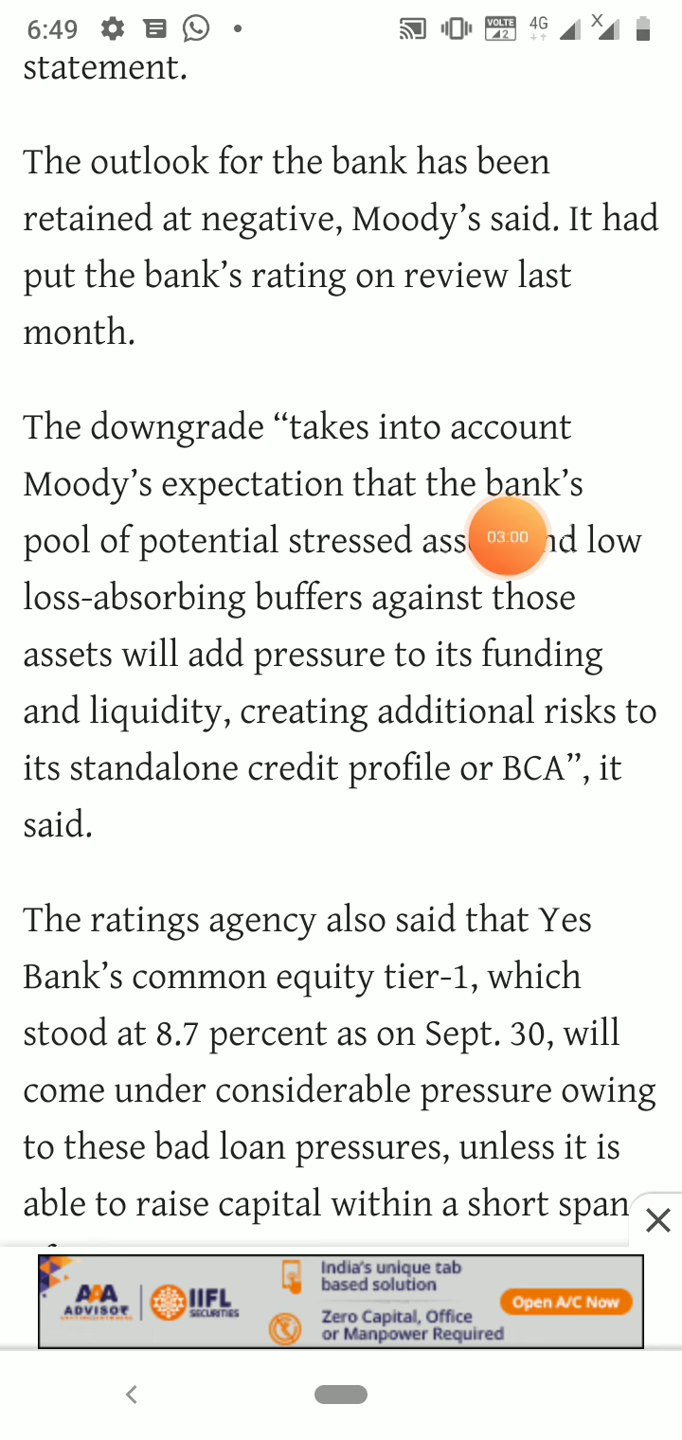 6:49
VOLTE
2
4G
X
statement.
The outlook for the bank has been
retained at negative, Moody’s said. It had
put the bank’s rating on review last
month.
The downgrade “takes into account
Moody’s expectation that the bank’s
pool of potential stressed low
03:00
loss-absorbing buffers against those
assets will add pressure to its funding
and liquidity, creating additional risks to
its standalone credit profile or BCA”, it
said.
The ratings agency also said that Yes
Bank’s common equity tier-1, which
stood at 8.7 percent as on Sept. 30, will
come under considerable pressure owing
to these bad loan pressures, unless it is
able to raise capital within a short span
AAA
ADVISOR
IIFL
SECURITIES
India's unique tab
based solution
Zero Capital, Office
or Manpower Required
Open A/C Now